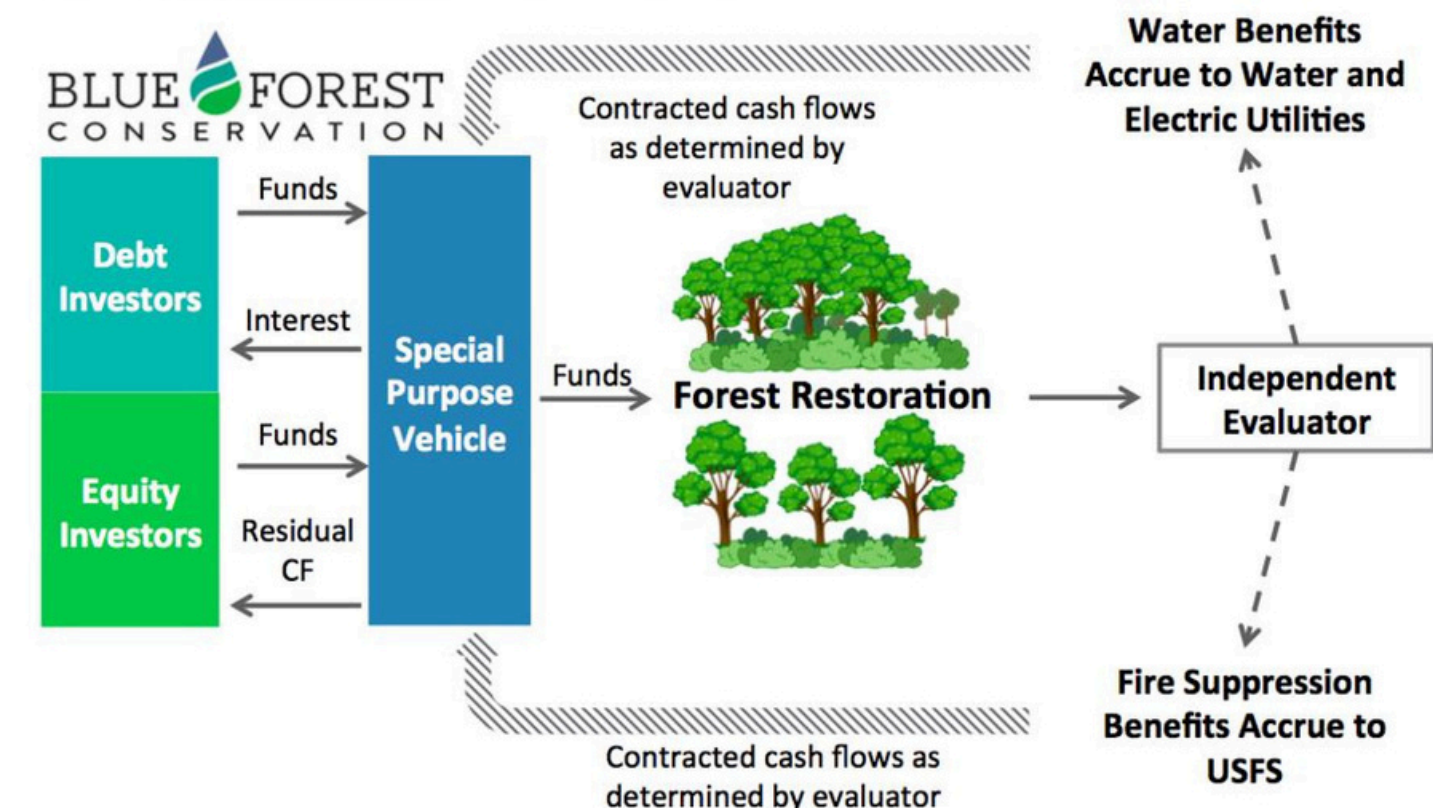 BLUE FOREST
CONSERVATION
Debt
Investors
Equity
Investors
Funds
Interest
Funds
Residual
CF
Special
Purpose
Vehicle
Contracted cash flows
as determined by
evaluator
Funds
Forest Restoration
Contracted cash flows as
determined by evaluator
Water Benefits
Accrue to Water and
Electric Utilities
Independent
Evaluator
Fire Suppression
Benefits Accrue to
USFS